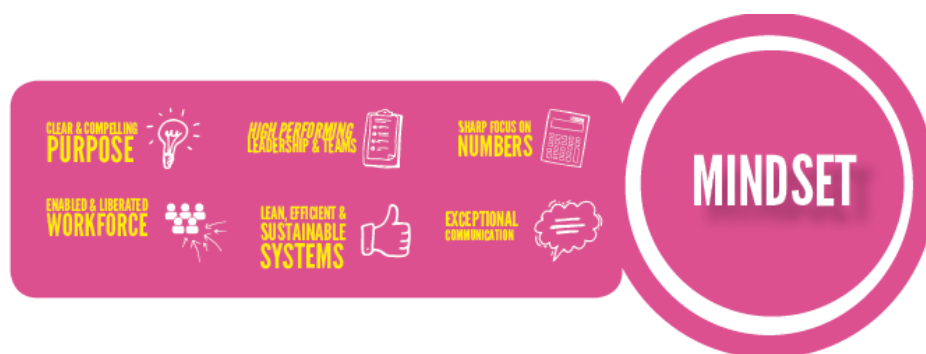 CLEAR & COMPELLING
PURPOSE
HIGH PERFORMING
LEADERSHIP & TEAMS
SHARP FOCUS ON
NUMBERS
ENABLED & LIBERATED
WORKFORCE
LEAN, EFFICIENT &
SUSTAINABLE
SYSTEMS
EXCEPTIONAL
COMMUNICATION
MINDSET